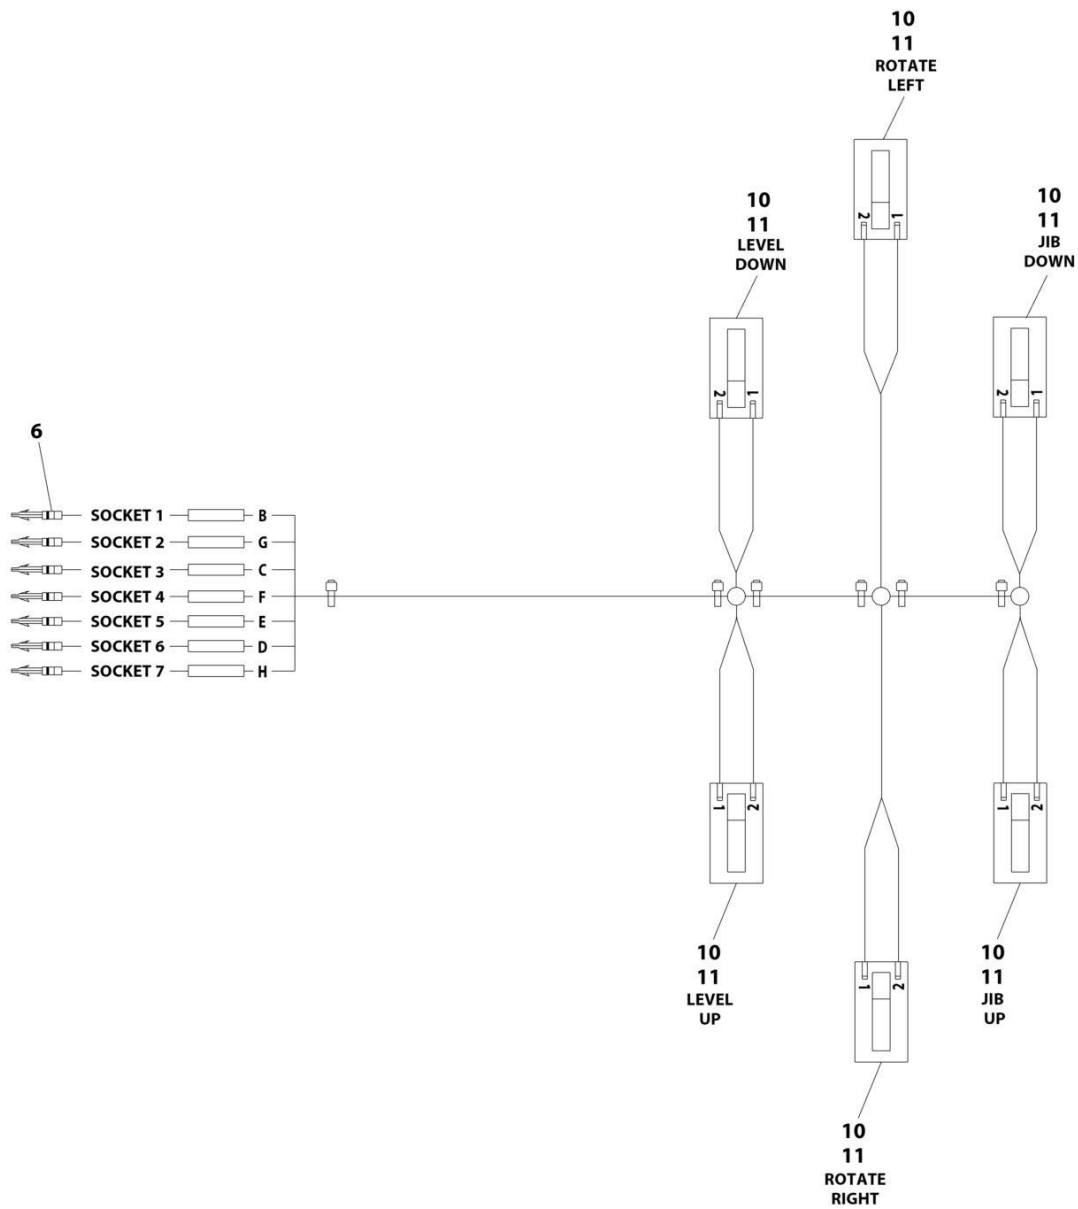 10
11
ROTATE
LEFT
2
1
10
11
LEVEL
DOWN
2
1
10
11
JIB
DOWN
2
1
6
SOCKET 1 B
SOCKET 2 G
SOCKET 3 C
SOCKET 4 F
SOCKET 5 E
SOCKET 6 D
SOCKET 7 H
1
2
10
11
LEVEL
UP
1
2
10
11
JIB
UP
1
2
10
11
ROTATE
RIGHT